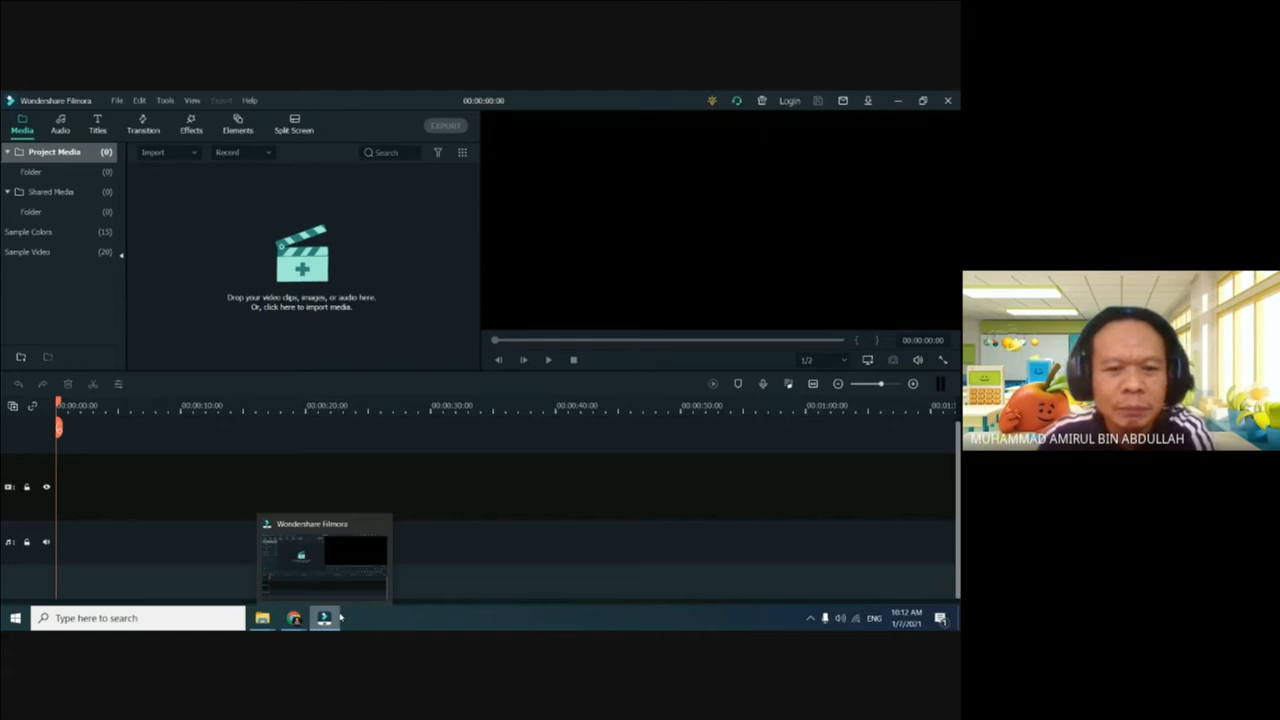 Wondershare Filmora
File Edit Tools View Export Help
00:00:00:00
Login
Media Audio Titles Transition Effects Elements Split Screen
EXPORT
Project Media (0)
Import Record Search
Folder (0)
Shared Media (0)
Folder (0)
Sample Colors (15)
Sample Video (20)
Drop your video clips, images, or audio here.
Or, click here to import media.
00:00:00:00
1/2
00:00:00:00 00:00:10:00 00:00:20:00 00:00:30:00 00:00:40:00 00:00:50:00 00:01:00:00
MUHAMMAD AMIRUL BIN ABDULLAH
1
Wondershare Filmora
1
Type here to search
ENG
10:12 AM
1/7/2021
1